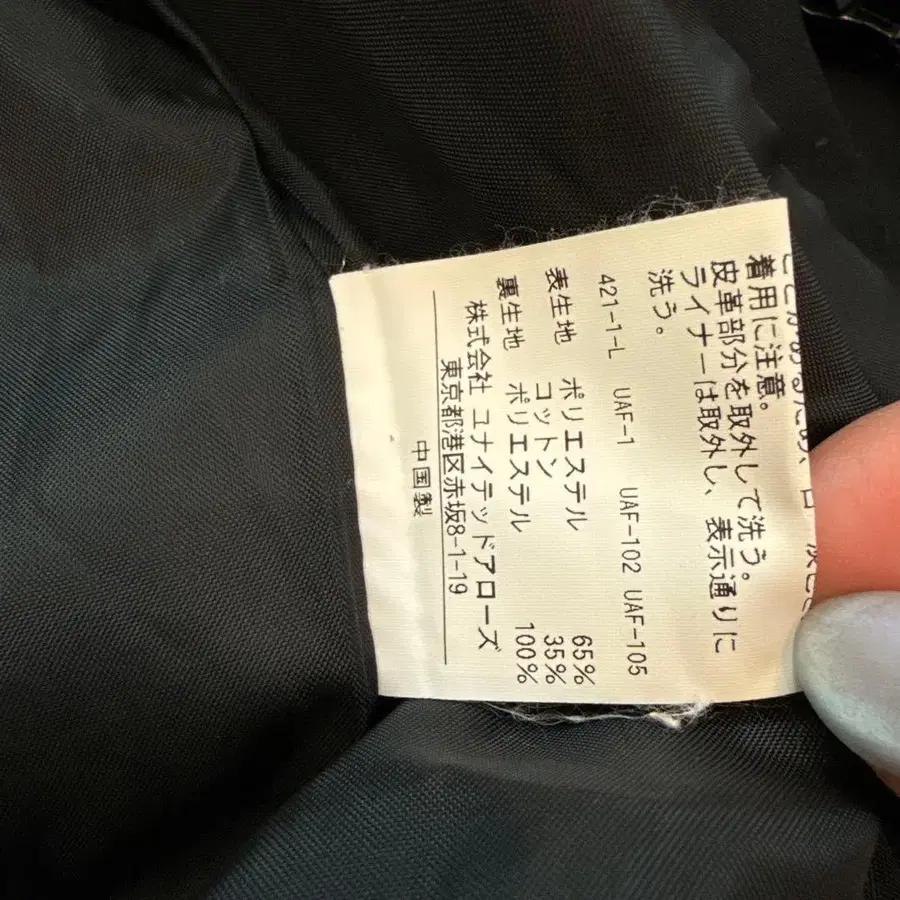 着用に注意。
皮革部分を取外して洗う。
ライナーは取外し、表示通りに
洗う。
421-1-L UAF-1 UAF-102 UAF-105
表生地 ポリエステル 65%
コットン 35%
裏生地 ポリエステル 100%
株式会社 ユナイテッドアローズ
東京都港区赤坂8-1-19
中国製